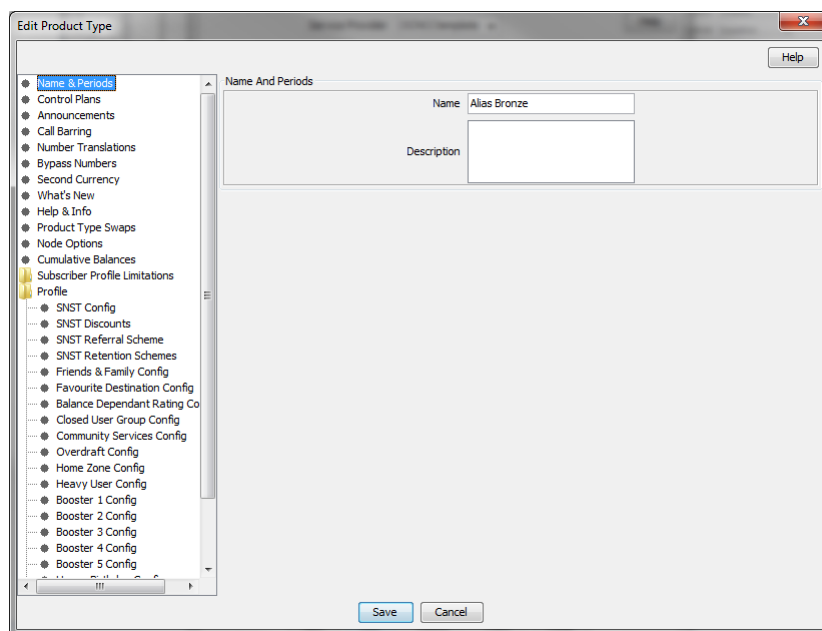 Edit Product Type
Help
Name & Periods
Control Plans
Announcements
Call Barring
Number Translations
Bypass Numbers
Second Currency
What's New
Help & Info
Product Type Swaps
Node Options
Cumulative Balances
Subscriber Profile Limitations
Profile
SNST Config
SNST Discounts
SNST Referral Scheme
SNST Retention Schemes
Friends & Family Config
Favourite Destination Config
Balance Dependant Rating Co
Closed User Group Config
Community Services Config
Overdraft Config
Home Zone Config
Heavy User Config
Booster 1 Config
Booster 2 Config
Booster 3 Config
Booster 4 Config
Booster 5 Config
Name And Periods
Name Alias Bronze
Description
Save Cancel